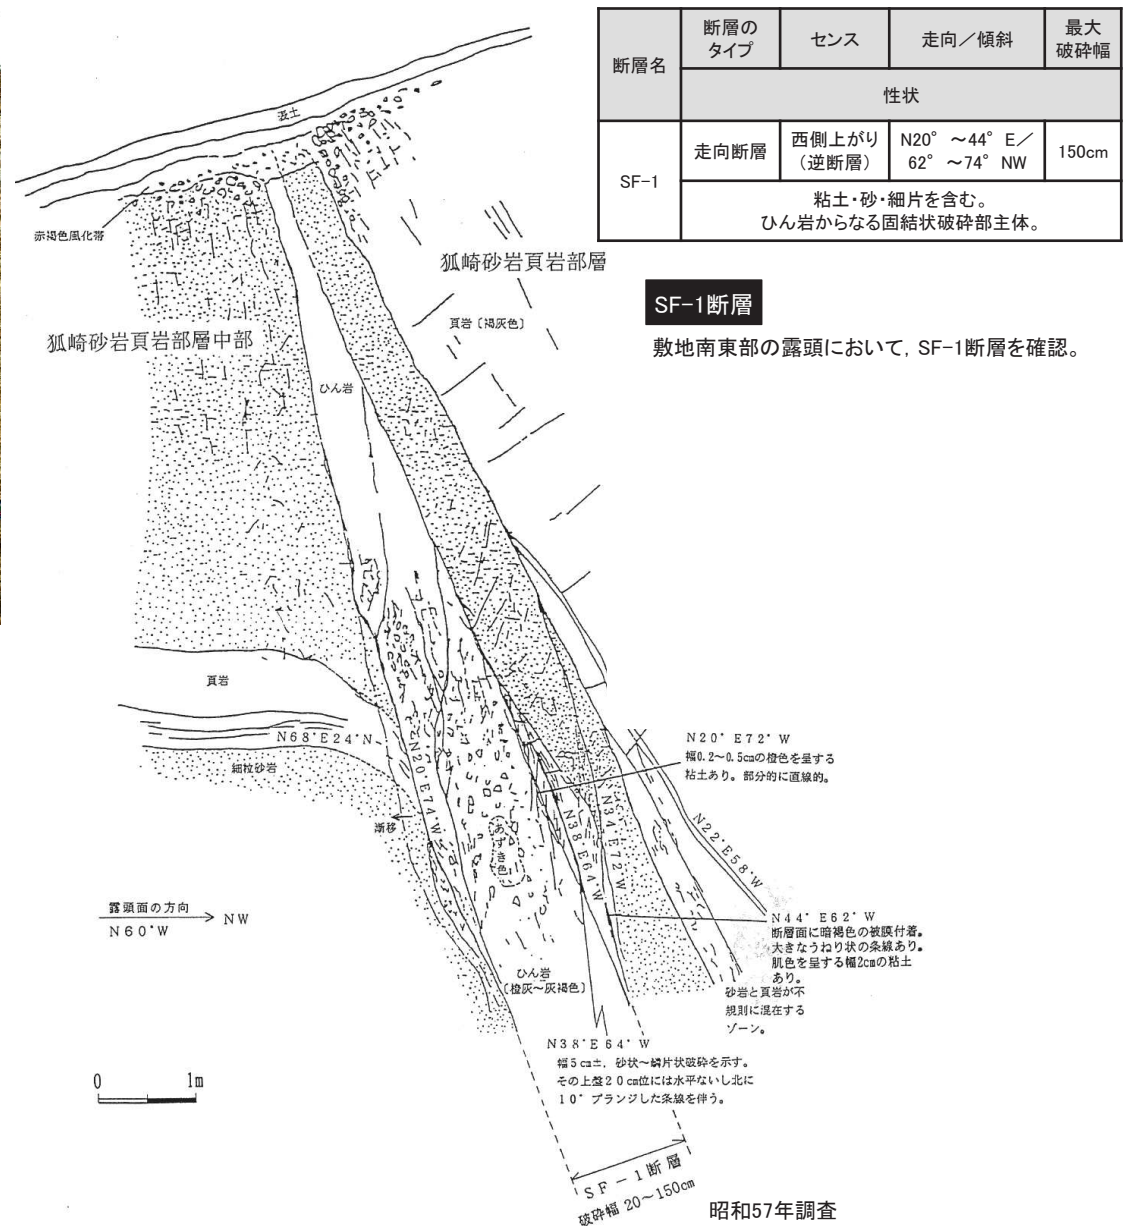 断層名
断層の
タイプ
センス
走向／傾斜
最大
破砕幅
性状
SF-1
走向断層
西側上がり
（逆断層）
N20° ～44° E／
62° ～74° NW
150cm
粘土・砂・細片を含む。
ひん岩からなる固結状破砕部主体。
SF-1断層
敷地南東部の露頭において，SF-1断層を確認。
表土
赤褐色風化帯
狐崎砂岩頁岩部層
頁岩〔褐灰色〕
狐崎砂岩頁岩部層中部
ひん岩
頁岩
N68°E24°N
細粒砂岩
漸移
N20°E74°W
あずき色
N38°E64°W
N34°E72°W
N20°E72°W
幅0.2～0.5cmの橙色を呈する
粘土あり。部分的に直線的。
N22°E58°W
N44°E62°W
断層面に暗褐色の被膜付着。
大きなうねり状の条線あり。
肌色を呈する幅2cmの粘土
あり。
砂岩と頁岩が不
規則に混在する
ゾーン。
露頭面の方向
N60°W
NW
ひん岩
〔橙灰～灰褐色〕
N38°E64°W
幅5cm±，砂状～鱗片状破砕を示す。
その上盤20cm位には水平ないし北に
10°プランジした条線を伴う。
0 1m
SF－1断層
破砕幅 20～150cm
昭和57年調査